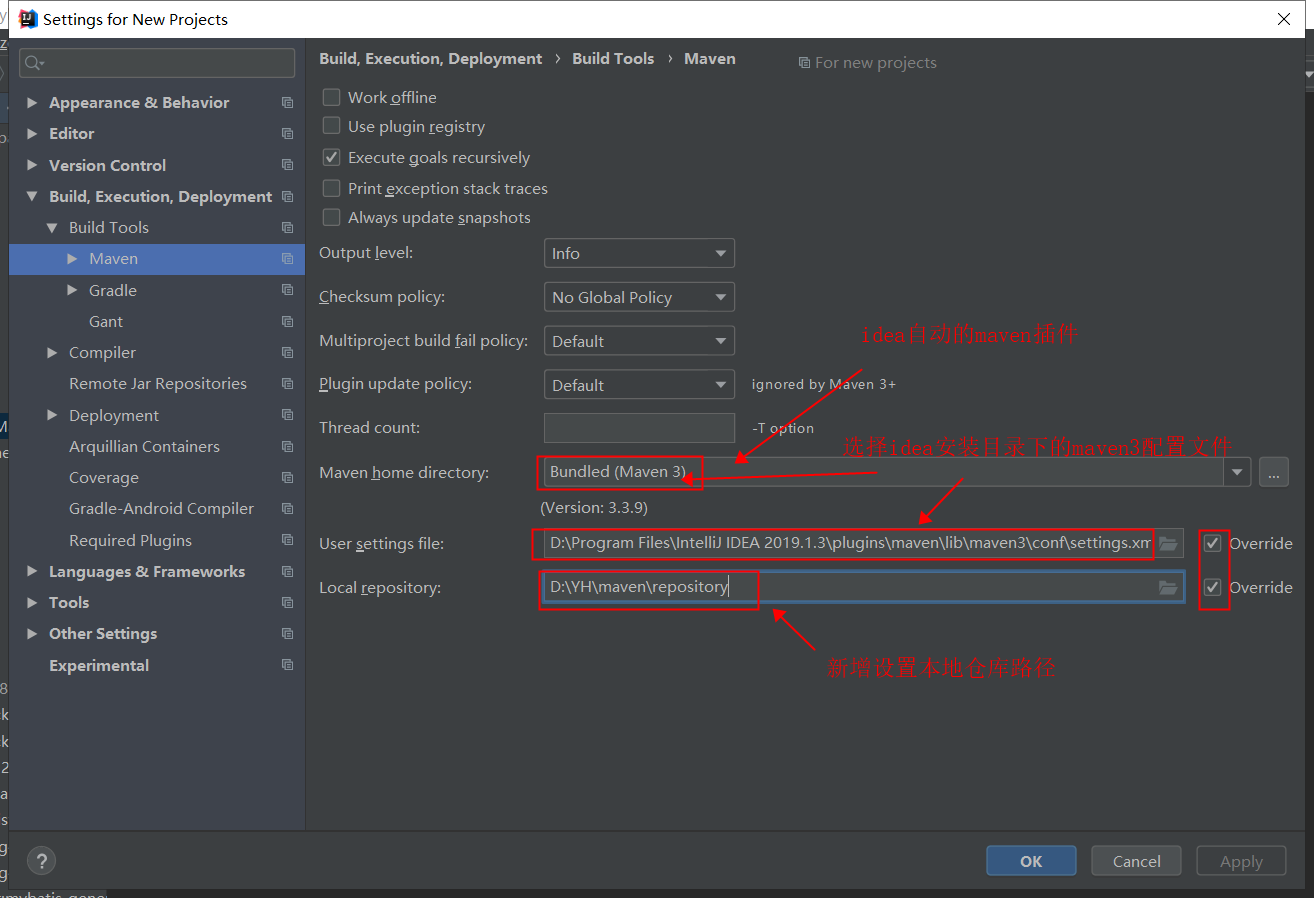 Settings for New Projects
Build, Execution, Deployment › Build Tools › Maven
For new projects
Appearance & Behavior
Editor
Version Control
Build, Execution, Deployment
Build Tools
Maven
Gradle
Gant
Compiler
Remote Jar Repositories
Deployment
Arquillian Containers
Coverage
Gradle-Android Compiler
Required Plugins
Languages & Frameworks
Tools
Other Settings
Experimental
Work offline
Use plugin registry
Execute goals recursively
Print exception stack traces
Always update snapshots
Output level: Info
Checksum policy: No Global Policy
Multiproject build fail policy: Default
idea自动的maven插件
Plugin update policy: Default ignored by Maven 3+
Thread count: -T option
选择idea安装目录下的maven3配置文件
Maven home directory: Bundled (Maven 3) ...
(Version: 3.3.9)
User settings file: D:\Program Files\IntelliJ IDEA 2019.1.3\plugins\maven\lib\maven3\conf\settings.xm Override
Local repository: D:\YH\maven\repository Override
新增设置本地仓库路径
? OK Cancel Apply